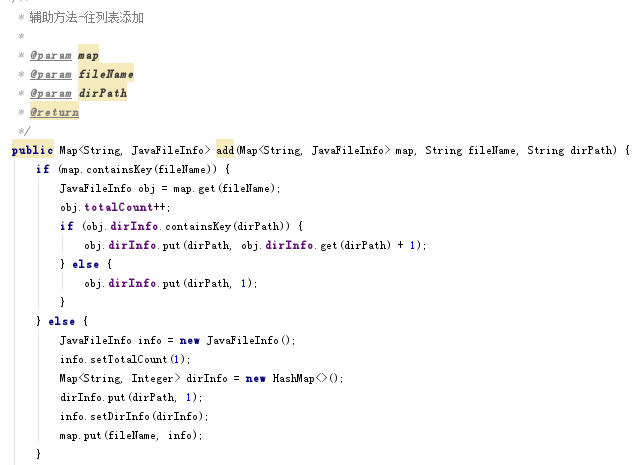 /**
 * 辅助方法-往列表添加
 *
 * @param map
 * @param fileName
 * @param dirPath
 * @return
 */
public Map<String, JavaFileInfo> add(Map<String, JavaFileInfo> map, String fileName, String dirPath) {
    if (map.containsKey(fileName)) {
        JavaFileInfo obj = map.get(fileName);
        obj.totalCount++;
        if (obj.dirInfo.containsKey(dirPath)) {
            obj.dirInfo.put(dirPath, obj.dirInfo.get(dirPath) + 1);
        } else {
            obj.dirInfo.put(dirPath, 1);
        }
    } else {
        JavaFileInfo info = new JavaFileInfo();
        info.setTotalCount(1);
        Map<String, Integer> dirInfo = new HashMap<>();
        dirInfo.put(dirPath, 1);
        info.setDirInfo(dirInfo);
        map.put(fileName, info);
    }